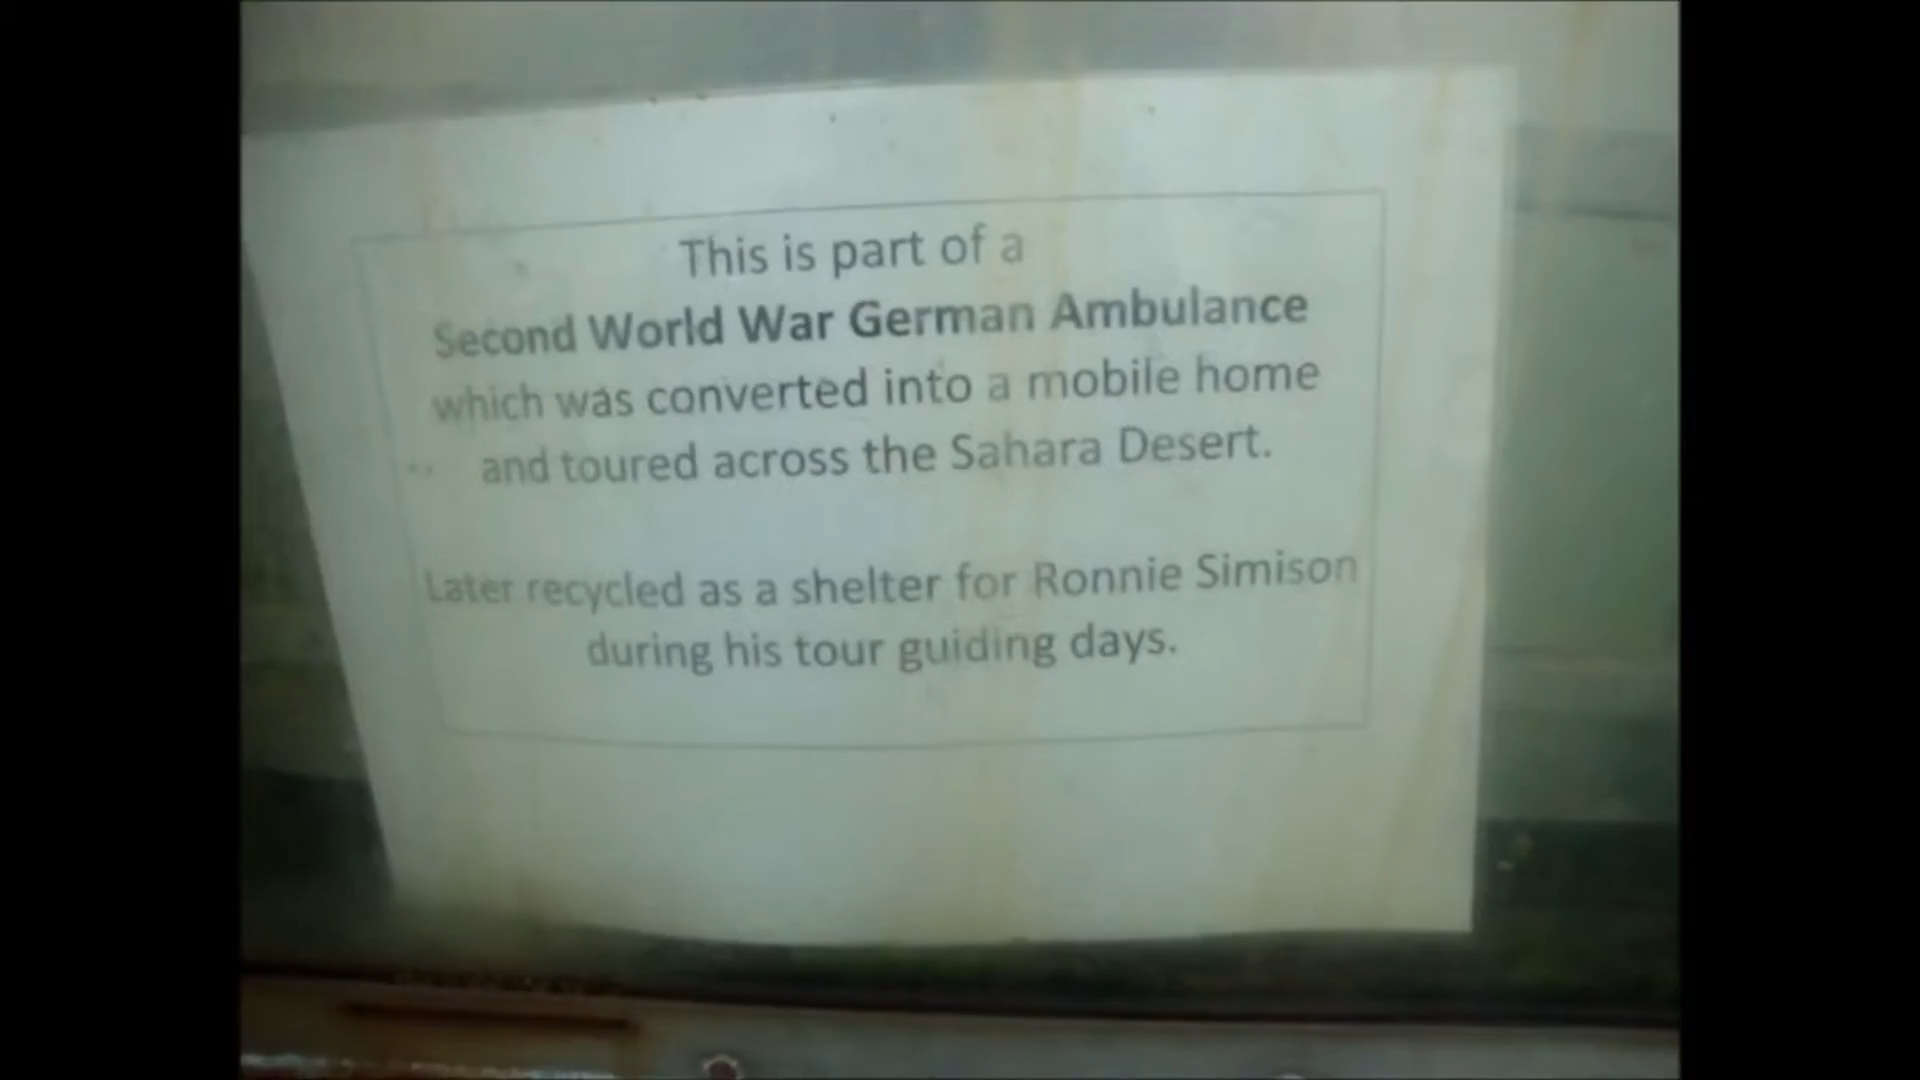 This is part of a
Second World War German Ambulance
which was converted into a mobile home
and toured across the Sahara Desert.
Later recycled as a shelter for Ronnie Simison
during his tour guiding days.